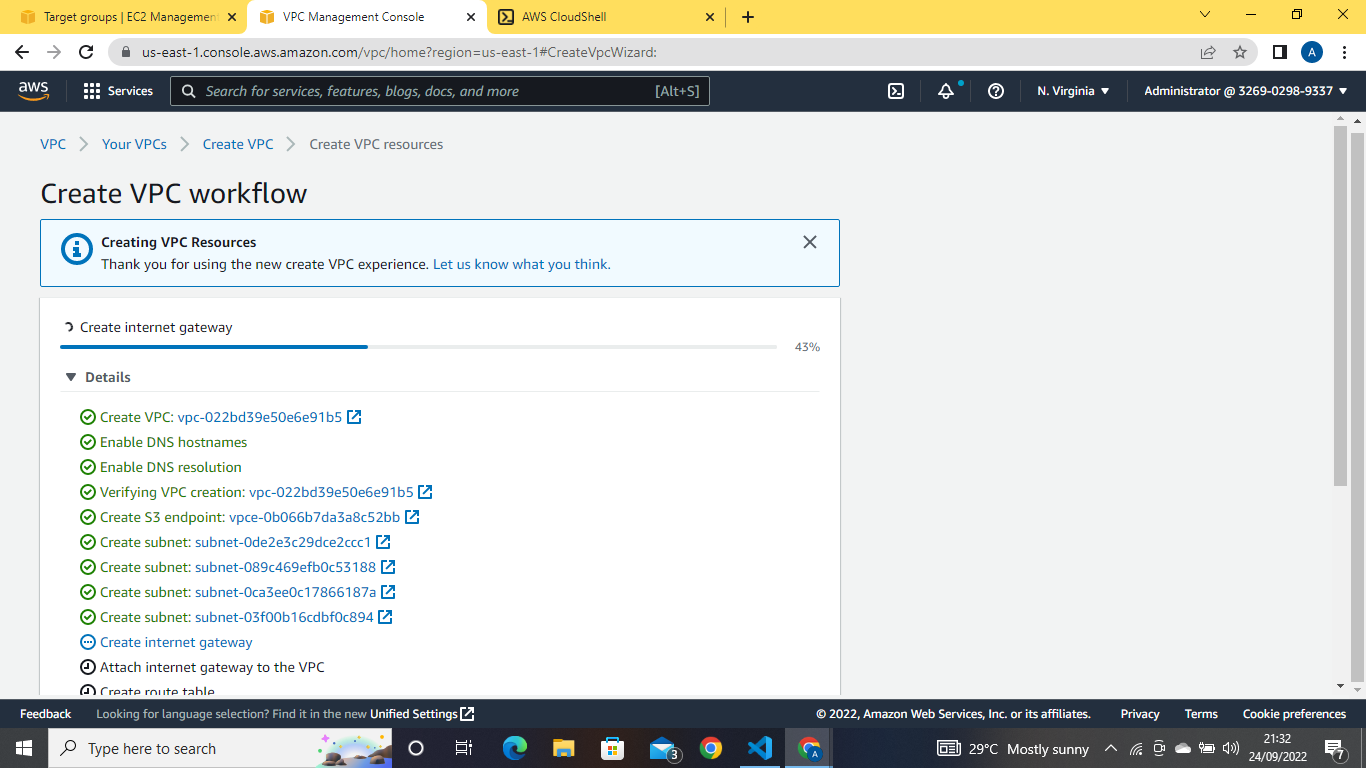 Target groups | EC2 Management
VPC Management Console
AWS CloudShell
us-east-1.console.aws.amazon.com/vpc/home?region=us-east-1#CreateVpcWizard:
A
aws
Services
Search for services, features, blogs, docs, and more
[Alt+S]
N. Virginia
Administrator @ 3269-0298-9337
VPC
Your VPCs
Create VPC
Create VPC resources
Create VPC workflow
Creating VPC Resources
Thank you for using the new create VPC experience. Let us know what you think.
Create internet gateway
43%
Details
Create VPC: vpc-022bd39e50e6e91b5
Enable DNS hostnames
Enable DNS resolution
Verifying VPC creation: vpc-022bd39e50e6e91b5
Create S3 endpoint: vpce-0b066b7da3a8c52bb
Create subnet: subnet-0de2e3c29dce2ccc1
Create subnet: subnet-089c469efb0c53188
Create subnet: subnet-0ca3ee0c17866187a
Create subnet: subnet-03f00b16cdbf0c894
Create internet gateway
Attach internet gateway to the VPC
Create route table
Feedback
Looking for language selection? Find it in the new Unified Settings
© 2022, Amazon Web Services, Inc. or its affiliates.
Privacy
Terms
Cookie preferences
Type here to search
3
A
29°C Mostly sunny
21:32
24/09/2022
7